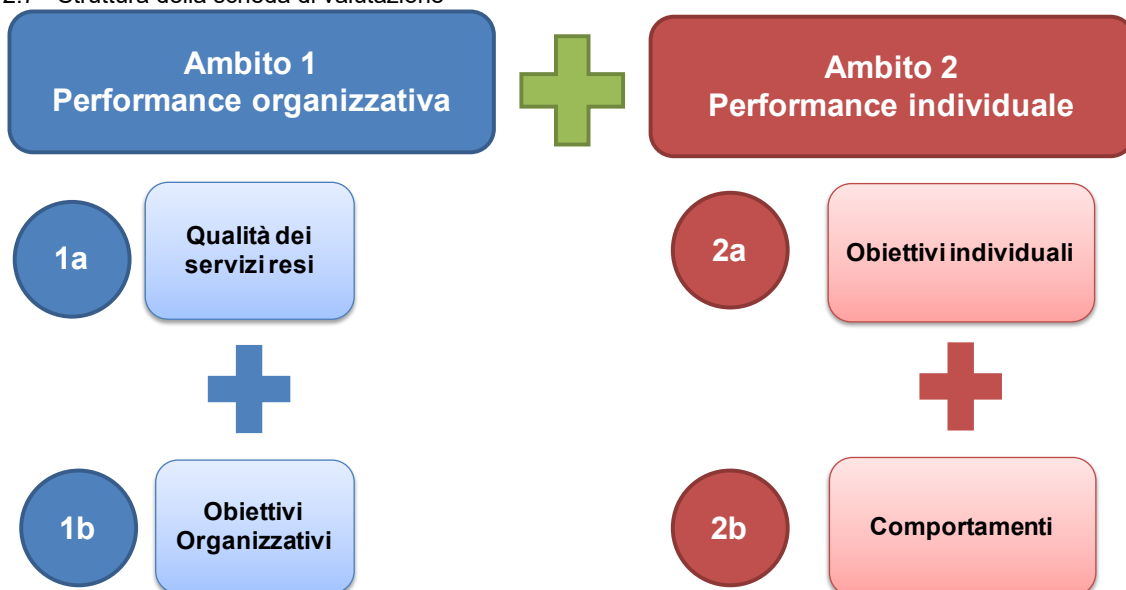 Ambito 1
Performance organizzativa
Ambito 2
Performance individuale
1a
Qualità dei
servizi resi
2a
Obiettivi individuali
1b
Obiettivi
Organizzativi
2b
Comportamenti